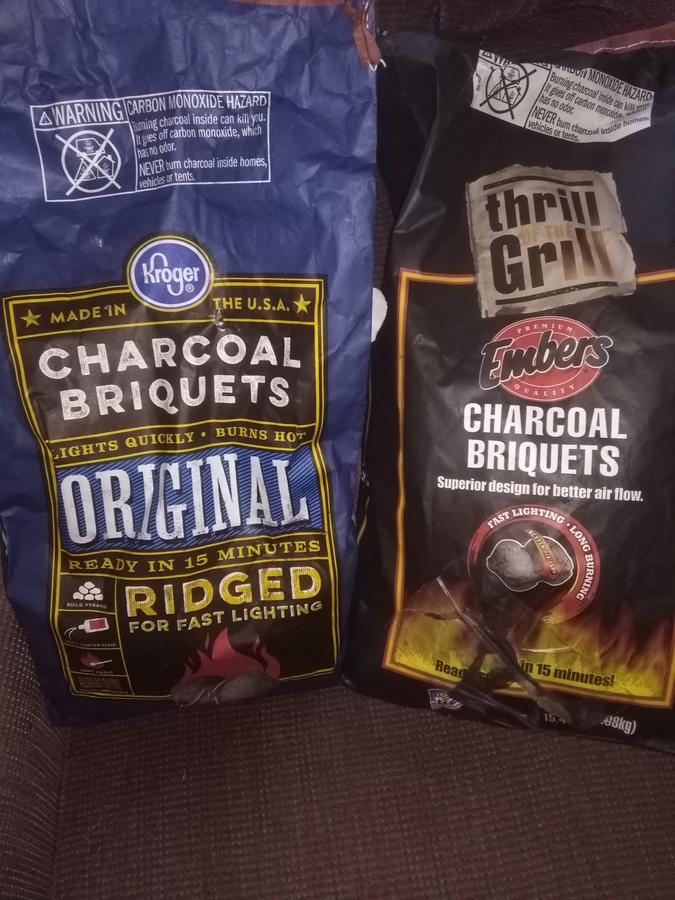 WARNING
CARBON MONOXIDE HAZARD
Burning charcoal inside can kill you.
It gives off carbon monoxide, which
has no odor.
NEVER burn charcoal inside homes,
vehicles or tents.
Kroger®
MADE IN THE U.S.A.
CHARCOAL
BRIQUETS
LIGHTS QUICKLY • BURNS HOT
ORIGINAL
READY IN 15 MINUTES
RIDGED
FOR FAST LIGHTING
BUILD PYRAMID
LIGHTER FLUID
CARBON MONOXIDE HAZARD
Burning charcoal inside can kill you.
It gives off carbon monoxide,
has no odor.
NEVER burn charcoal inside homes,
vehicles or tents.
thrill
OF THE
Grill
PREMIUM
Embers
QUALITY
CHARCOAL
BRIQUETS
Superior design for better air flow.
FAST LIGHTING • LONG BURNING
in 15 minutes!